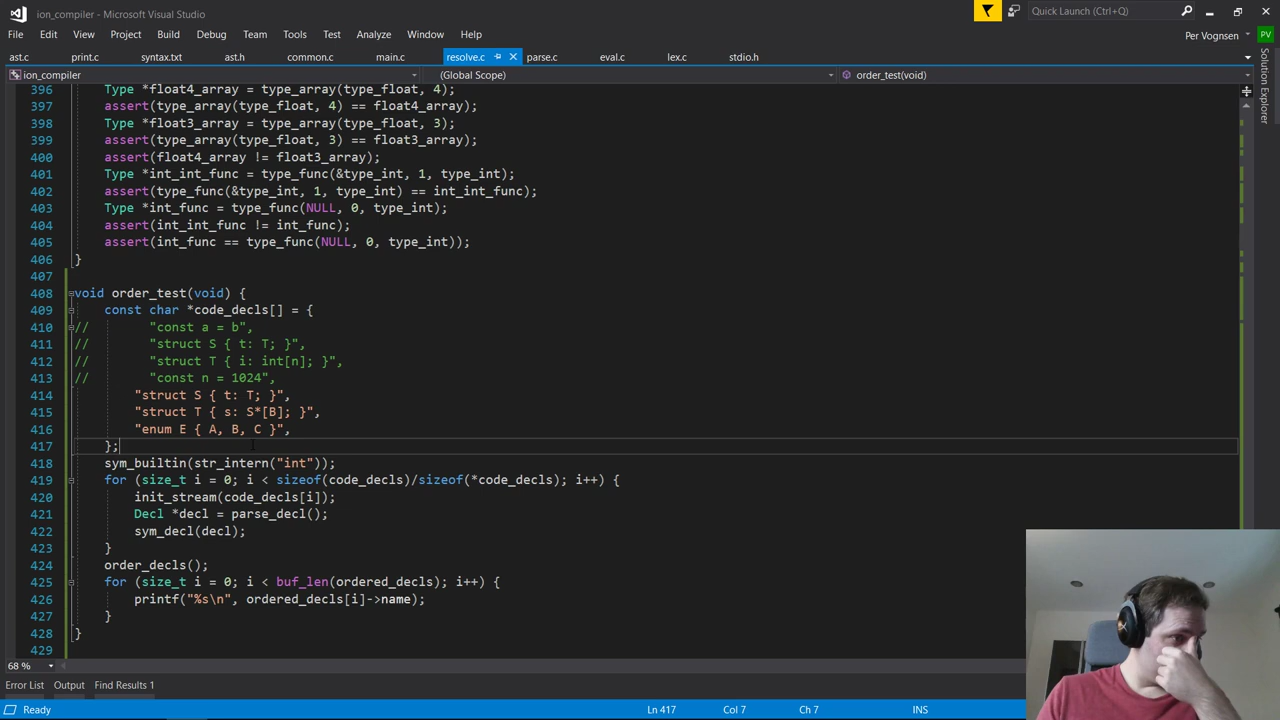 ion_compiler - Microsoft Visual Studio
Quick Launch (Ctrl+Q)
File Edit View Project Build Debug Team Tools Test Analyze Window Help
Per Vognsen PV
ast.c print.c syntax.txt ast.h common.c main.c resolve.c parse.c eval.c lex.c stdio.h
ion_compiler (Global Scope) order_test(void)
Solution Explorer
396 Type *float4_array = type_array(type_float, 4);
397 assert(type_array(type_float, 4) == float4_array);
398 Type *float3_array = type_array(type_float, 3);
399 assert(type_array(type_float, 3) == float3_array);
400 assert(float4_array != float3_array);
401 Type *int_int_func = type_func(&type_int, 1, type_int);
402 assert(type_func(&type_int, 1, type_int) == int_int_func);
403 Type *int_func = type_func(NULL, 0, type_int);
404 assert(int_int_func != int_func);
405 assert(int_func == type_func(NULL, 0, type_int));
406 }
407
408 void order_test(void) {
409 const char *code_decls[] = {
410 // "const a = b",
411 // "struct S { t: T; }",
412 // "struct T { i: int[n]; }",
413 // "const n = 1024",
414 "struct S { t: T; }",
415 "struct T { s: S*[B]; }",
416 "enum E { A, B, C }",
417 };
418 sym_builtin(str_intern("int"));
419 for (size_t i = 0; i < sizeof(code_decls)/sizeof(*code_decls); i++) {
420 init_stream(code_decls[i]);
421 Decl *decl = parse_decl();
422 sym_decl(decl);
423 }
424 order_decls();
425 for (size_t i = 0; i < buf_len(ordered_decls); i++) {
426 printf("%s\n", ordered_decls[i]->name);
427 }
428 }
429
68 %
Error List Output Find Results 1
Ready Ln 417 Col 7 Ch 7 INS